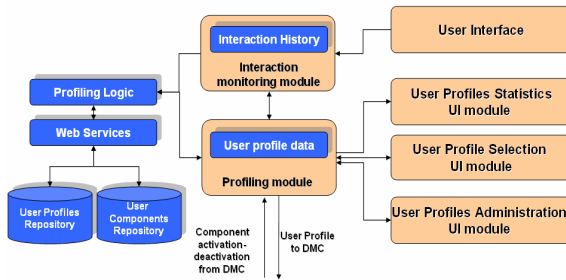 Interaction History
Interaction
monitoring module
User Interface
Profiling Logic
Web Services
User Profiles
Repository
User
Components
Repository
User profile data
Profiling module
User Profiles Statistics
UI module
User Profile Selection
UI module
User Profiles Administration
UI module
Component
activation-
deactivation
from DMC
User Profile
to DMC